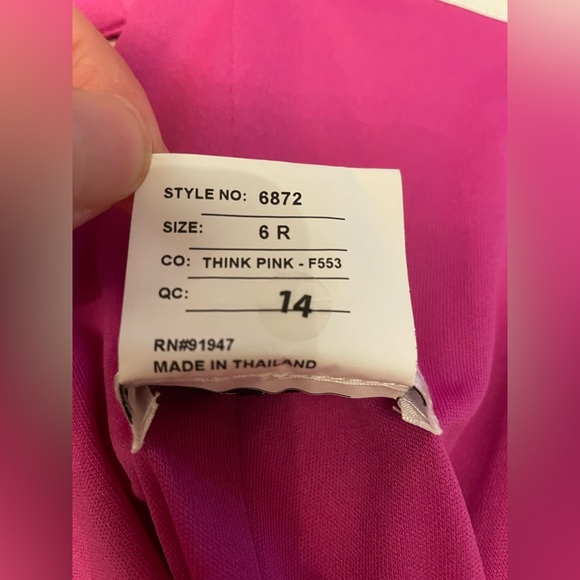 STYLE NO: 6872
SIZE: 6 R
CO: THINK PINK - F553
QC: 14
RN#91947
MADE IN THAILAND